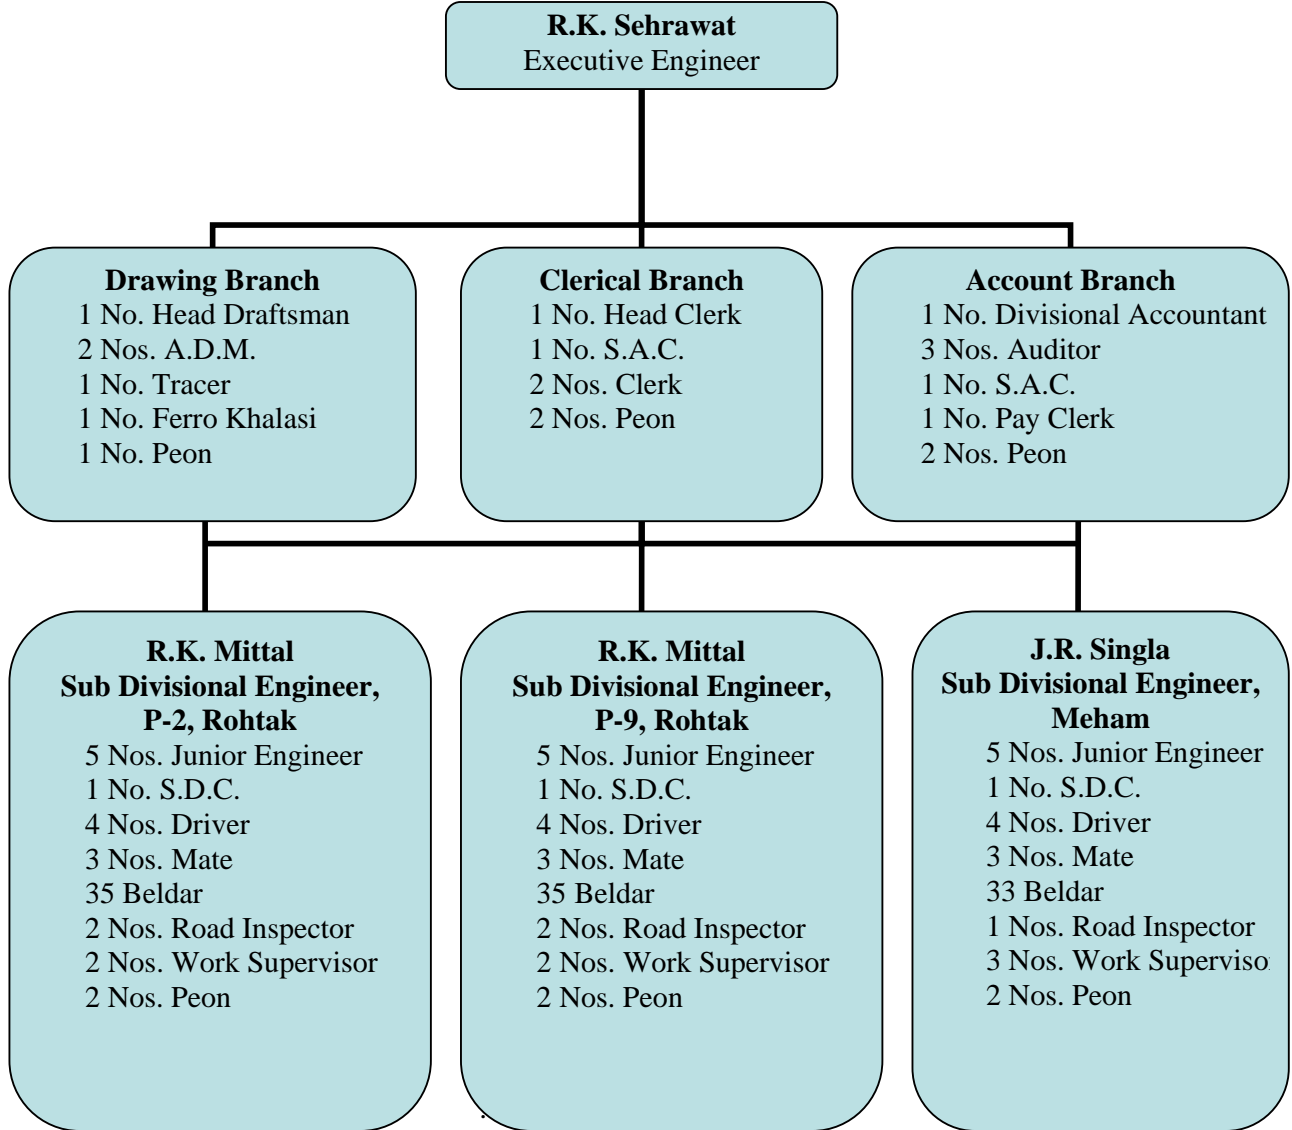 R.K. Sehrawat
Executive Engineer
Drawing Branch
1 No. Head Draftsman
2 Nos. A.D.M.
1 No. Tracer
1 No. Ferro Khalasi
1 No. Peon
Clerical Branch
1 No. Head Clerk
1 No. S.A.C.
2 Nos. Clerk
2 Nos. Peon
Account Branch
1 No. Divisional Accountant
3 Nos. Auditor
1 No. S.A.C.
1 No. Pay Clerk
2 Nos. Peon
R.K. Mittal
Sub Divisional Engineer,
P-2, Rohtak
5 Nos. Junior Engineer
1 No. S.D.C.
4 Nos. Driver
3 Nos. Mate
35 Beldar
2 Nos. Road Inspector
2 Nos. Work Supervisor
2 Nos. Peon
R.K. Mittal
Sub Divisional Engineer,
P-9, Rohtak
5 Nos. Junior Engineer
1 No. S.D.C.
4 Nos. Driver
3 Nos. Mate
35 Beldar
2 Nos. Road Inspector
2 Nos. Work Supervisor
2 Nos. Peon
.
J.R. Singla
Sub Divisional Engineer,
Meham
5 Nos. Junior Engineer
1 No. S.D.C.
4 Nos. Driver
3 Nos. Mate
33 Beldar
1 Nos. Road Inspector
3 Nos. Work Supervisor
2 Nos. Peon